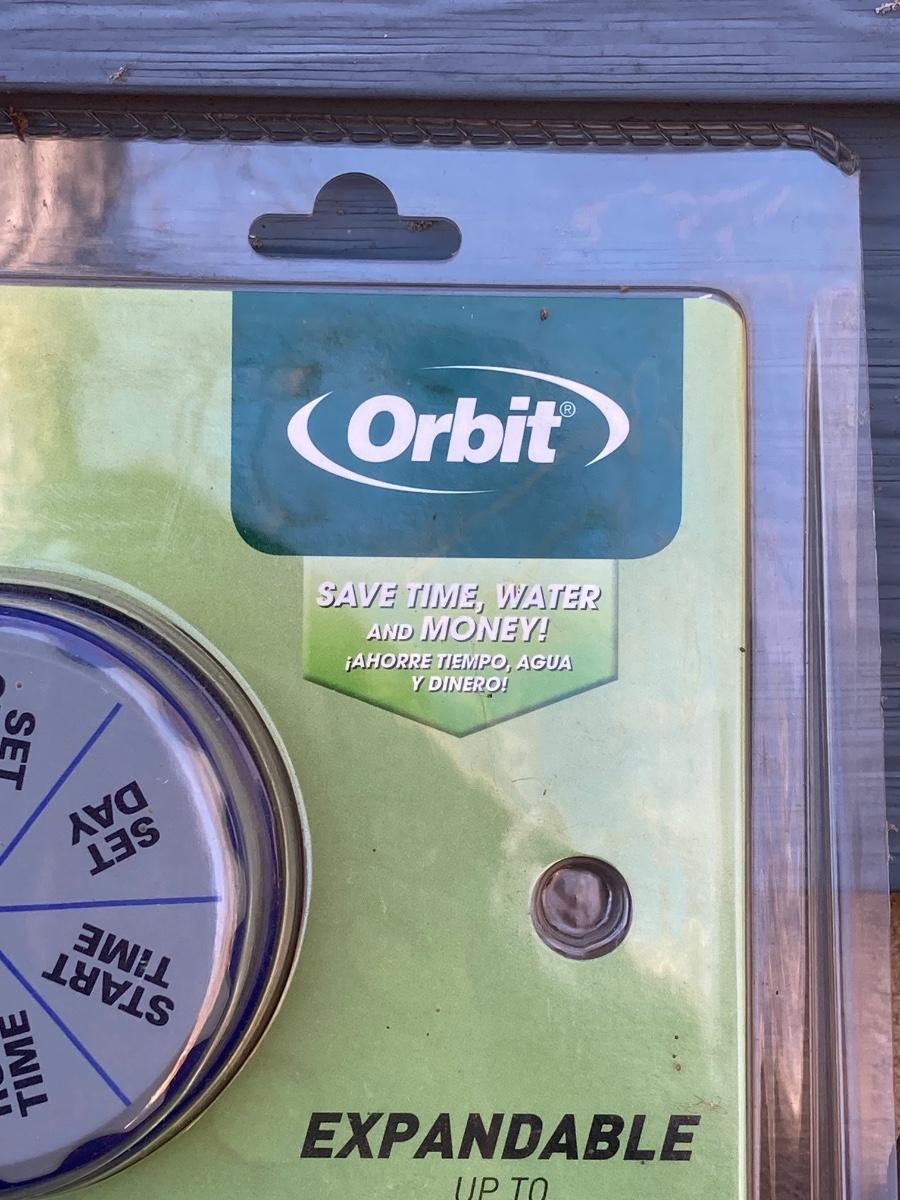 Orbit®
SAVE TIME, WATER
AND MONEY!
¡AHORRE TIEMPO, AGUA
Y DINERO!
SET
SET
DAY
START
TIME
TIME
EXPANDABLE
UP TO